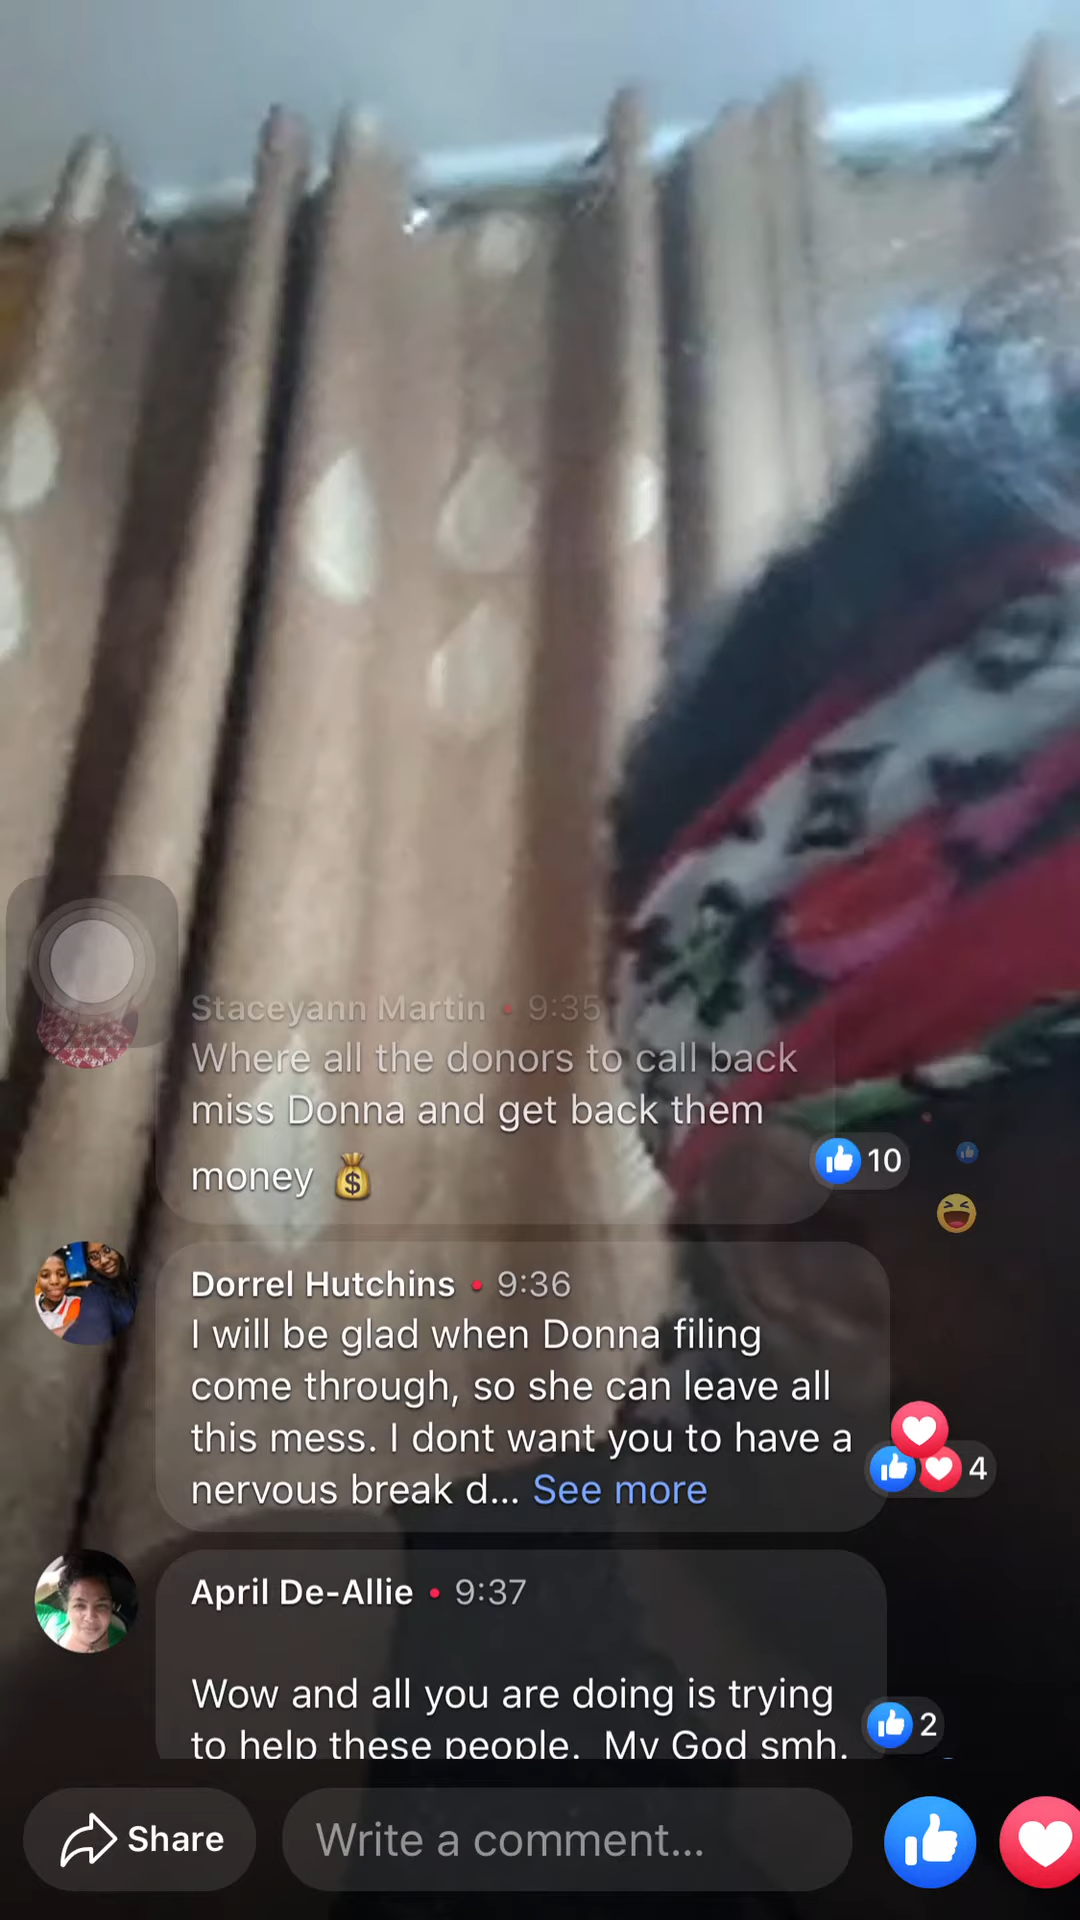 Staceyann Martin • 9:35
Where all the donors to call back
miss Donna and get back them
money 💰
10
Dorrel Hutchins • 9:36
I will be glad when Donna filing
come through, so she can leave all
this mess. I dont want you to have a
nervous break d... See more
4
April De-Allie • 9:37
Wow and all you are doing is trying
to help these people. My God smh.
2
Share
Write a comment...